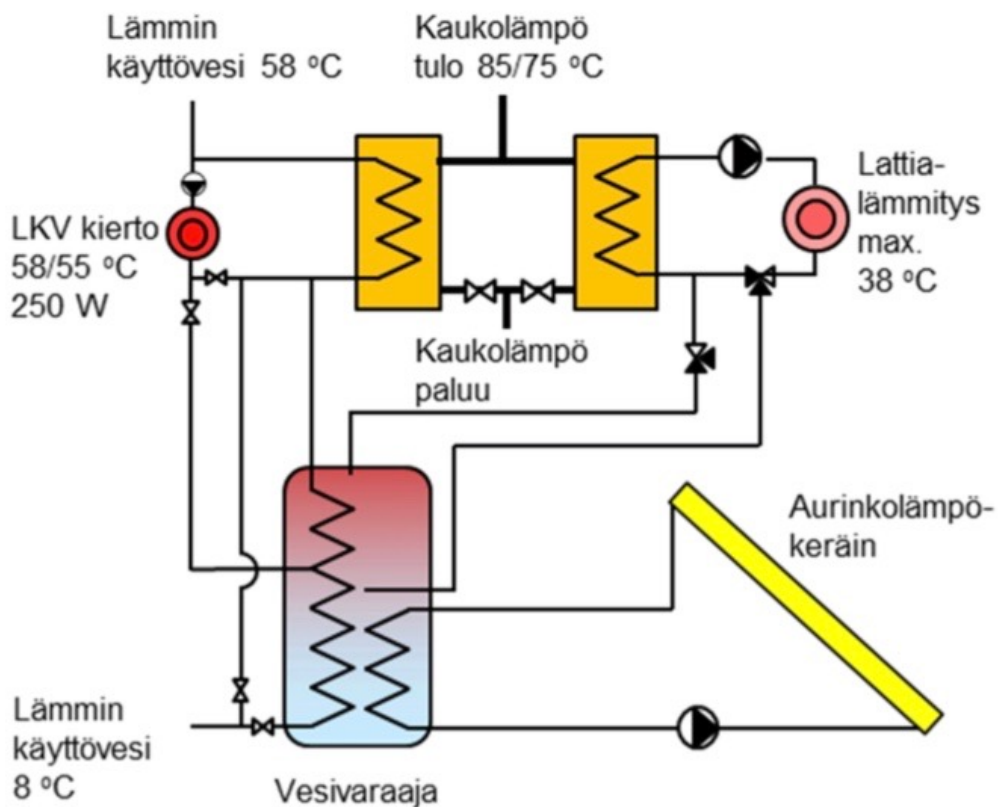 Lämmin
käyttövesi 58 ºC
Kaukolämpö
tulo 85/75 ºC
LKV kierto
58/55 ºC
250 W
Lattia-
lämmitys
max.
38 ºC
Kaukolämpö
paluu
Aurinkolämpö-
keräin
Lämmin
käyttövesi
8 ºC
Vesivaraaja